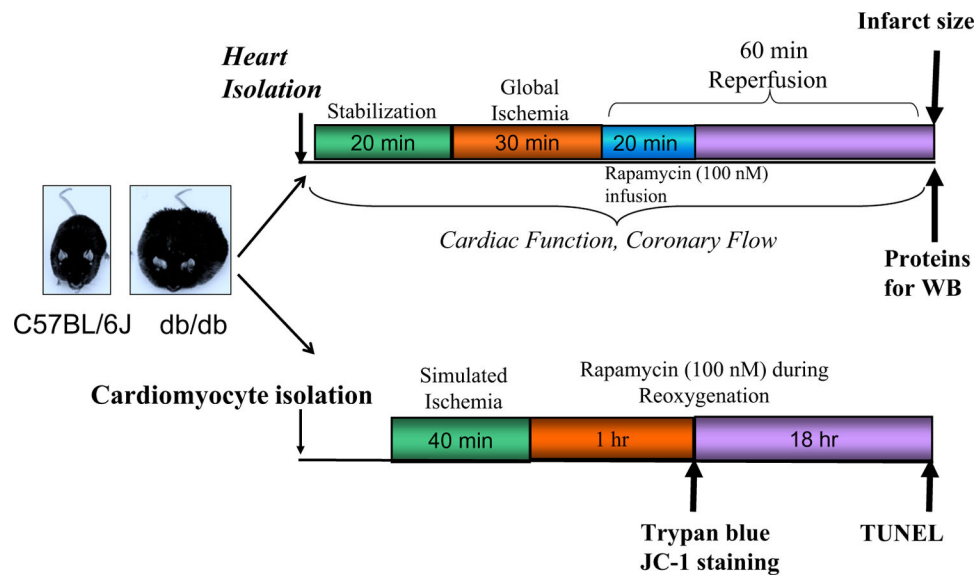 Infarct size
60 min
Reperfusion
Heart
Isolation
Stabilization
Global
Ischemia
20 min
30 min
20 min
Rapamycin (100 nM)
infusion
Cardiac Function, Coronary Flow
Proteins
for WB
C57BL/6J
db/db
Cardiomyocyte isolation
Simulated
Ischemia
Rapamycin (100 nM) during
Reoxygenation
40 min
1 hr
18 hr
Trypan blue
JC-1 staining
TUNEL